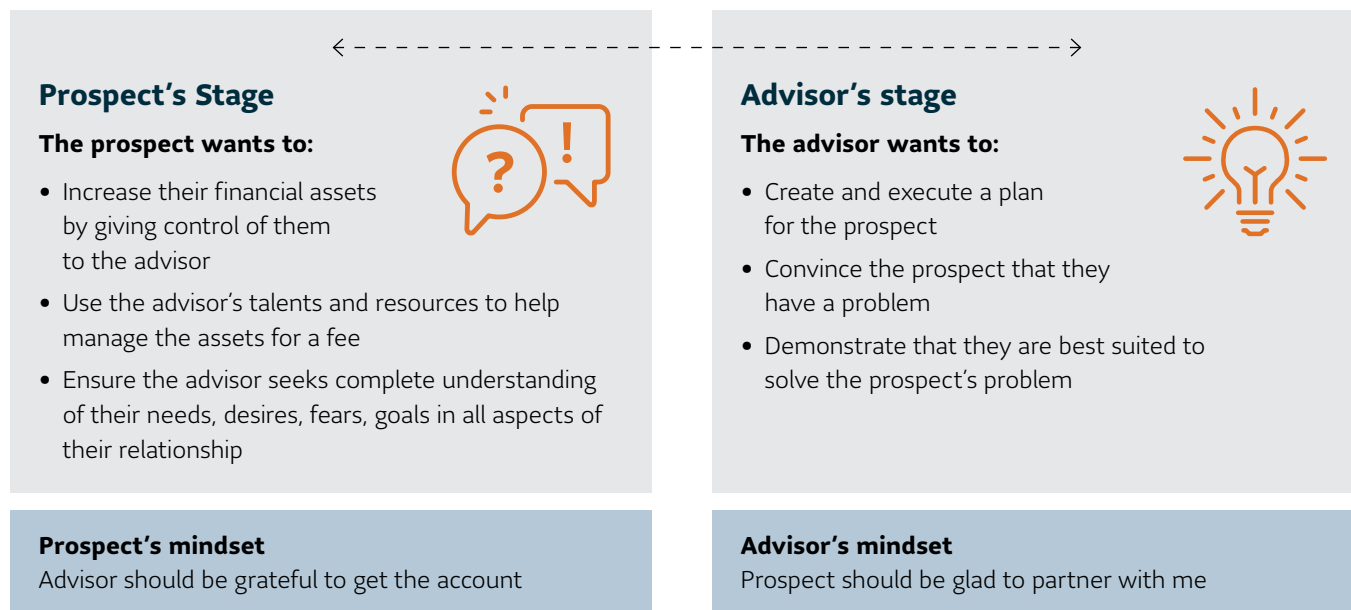 Prospect's Stage
The prospect wants to:
• Increase their financial assets
by giving control of them
to the advisor
• Use the advisor's talents and resources to help
manage the assets for a fee
• Ensure the advisor seeks complete understanding
of their needs, desires, fears, goals in all aspects of
their relationship
? !
Prospect's mindset
Advisor should be grateful to get the account
Advisor's stage
The advisor wants to:
• Create and execute a plan
for the prospect
• Convince the prospect that they
have a problem
• Demonstrate that they are best suited to
solve the prospect's problem
Advisor's mindset
Prospect should be glad to partner with me